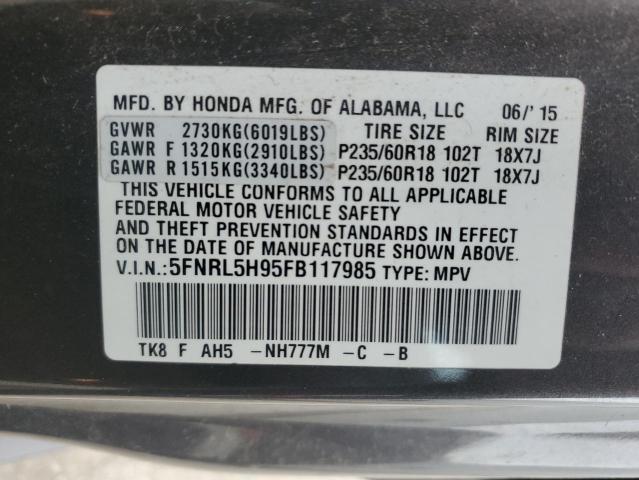 MFD. BY HONDA MFG. OF ALABAMA, LLC 06/'15
GVWR 2730KG(6019LBS) TIRE SIZE RIM SIZE
GAWR F 1320KG(2910LBS) P235/60R18 102T 18X7J
GAWR R 1515KG(3340LBS) P235/60R18 102T 18X7J
THIS VEHICLE CONFORMS TO ALL APPLICABLE
FEDERAL MOTOR VEHICLE SAFETY
AND THEFT PREVENTION STANDARDS IN EFFECT
ON THE DATE OF MANUFACTURE SHOWN ABOVE.
V.I.N.:5FNRL5H95FB117985 TYPE: MPV
TK8 F AH5 -NH777M -C -B